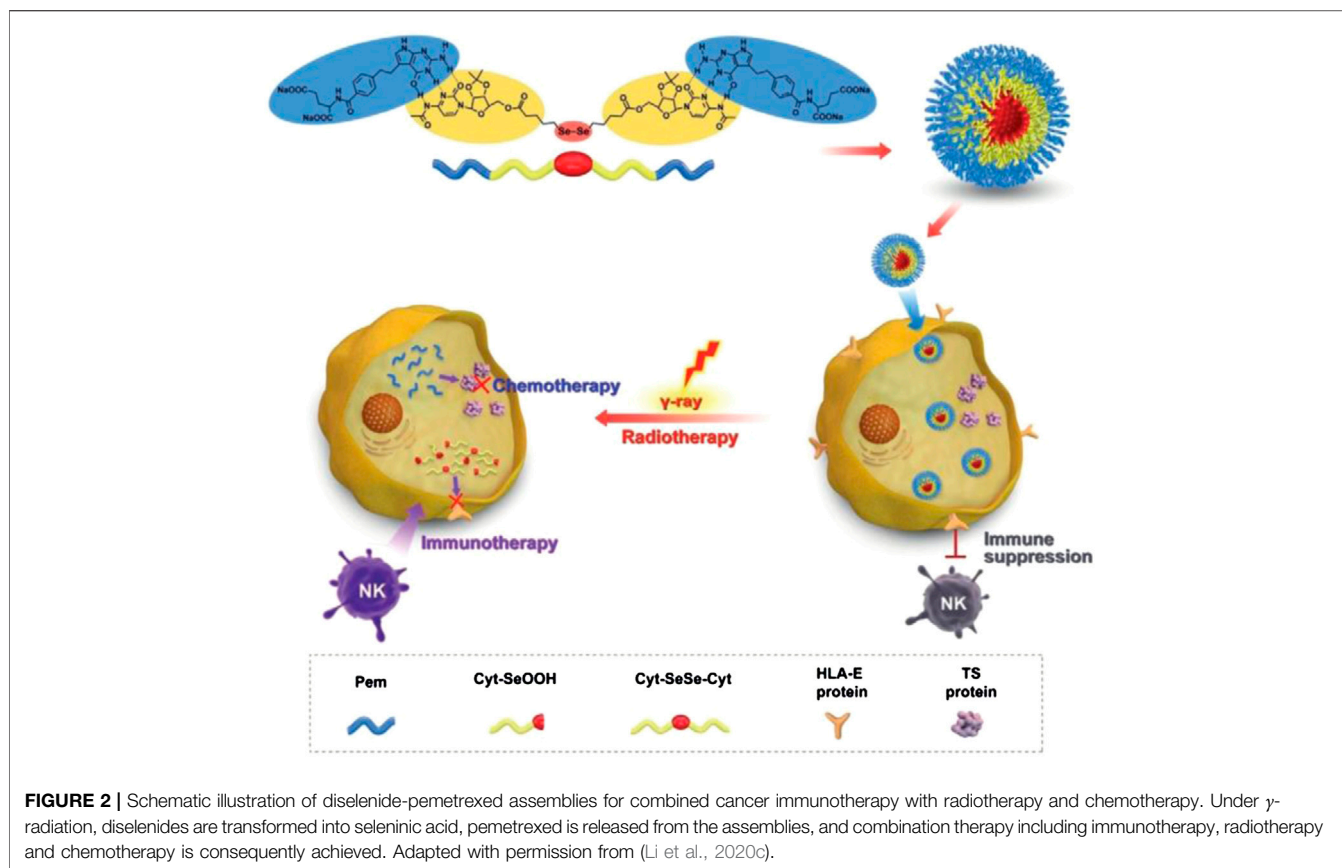 NaOOC
NaOOC
Se-Se
COONa
COONa
γ-ray
Radiotherapy
Chemotherapy
Immunotherapy
NK
Immune
suppression
NK
Pem Cyt-SeOOH Cyt-SeSe-Cyt HLA-E protein TS protein
FIGURE 2 | Schematic illustration of diselenide-pemetrexed assemblies for combined cancer immunotherapy with radiotherapy and chemotherapy. Under γ-
radiation, diselenides are transformed into seleninic acid, pemetrexed is released from the assemblies, and combination therapy including immunotherapy, radiotherapy
and chemotherapy is consequently achieved. Adapted with permission from (Li et al., 2020c).